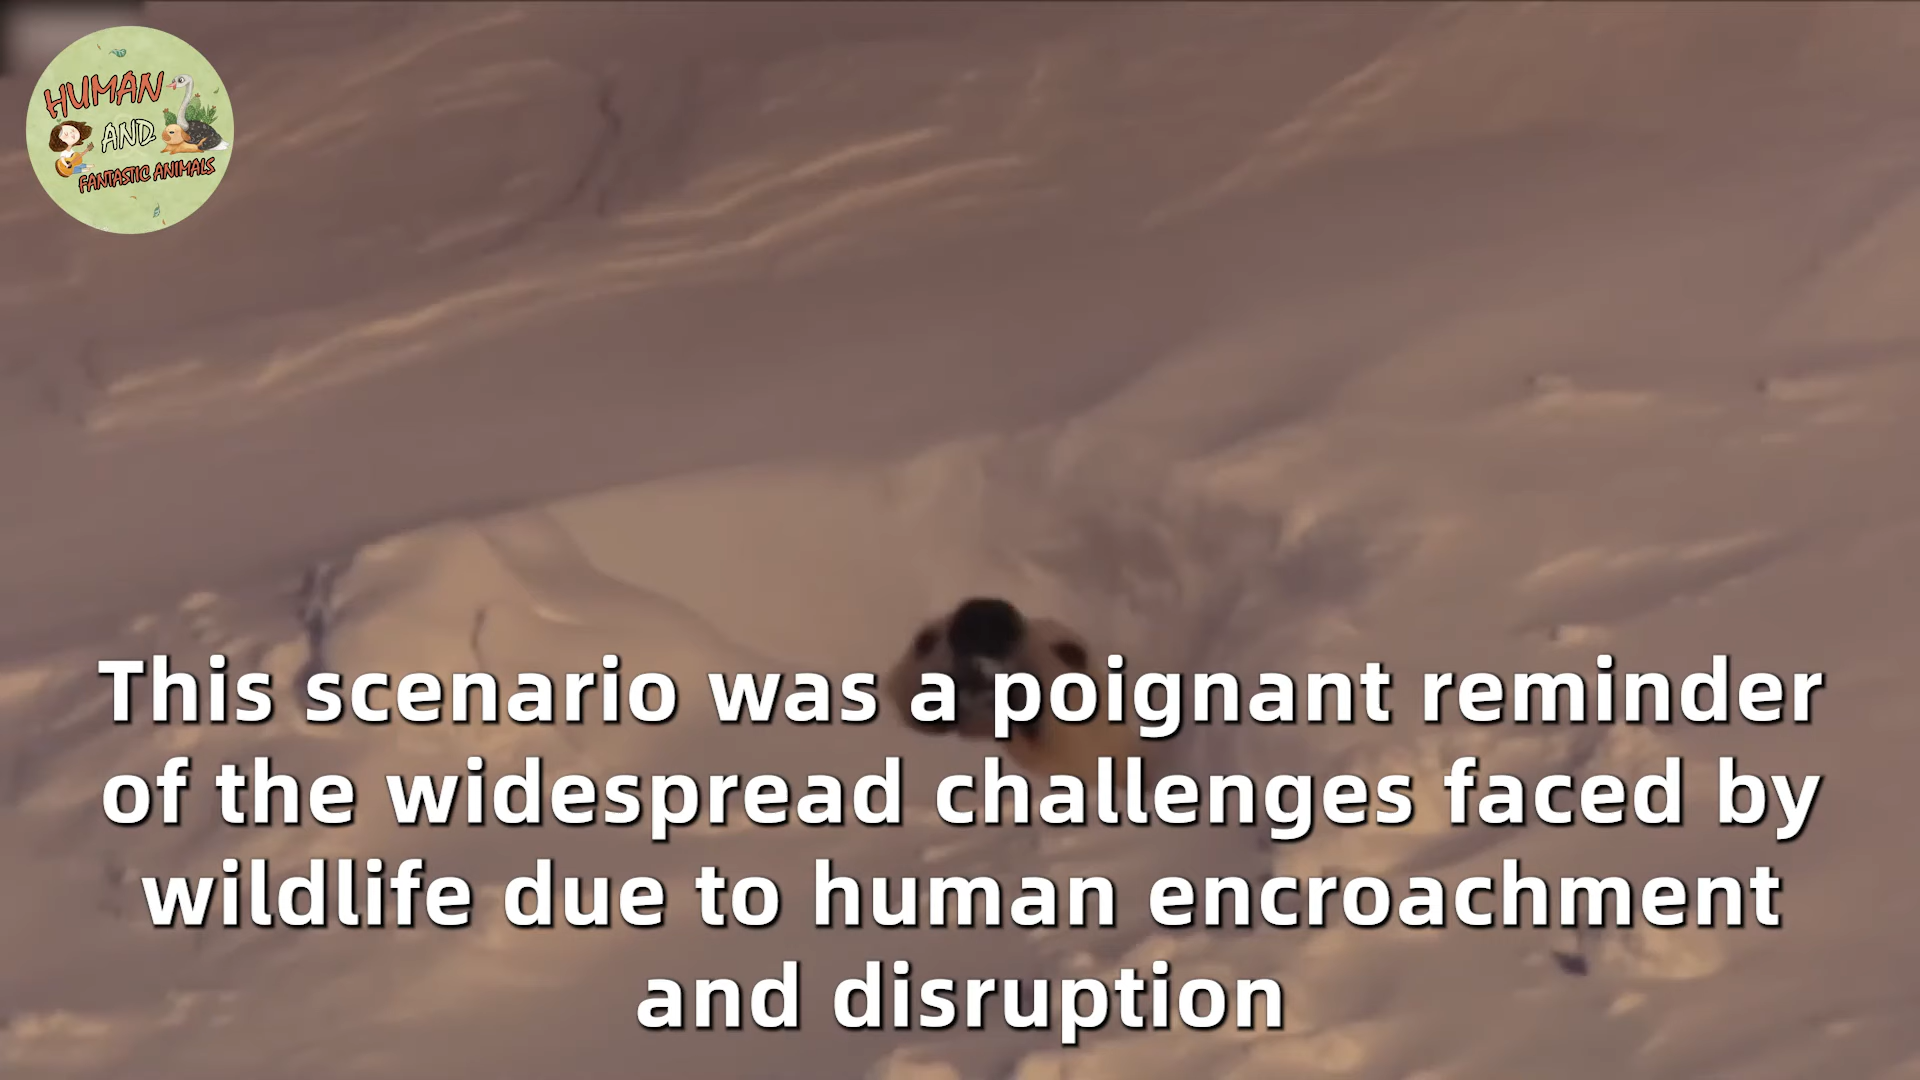 HUMAN
AND
FANTASTIC ANIMALS
This scenario was a poignant reminder
of the widespread challenges faced by
wildlife due to human encroachment
and disruption